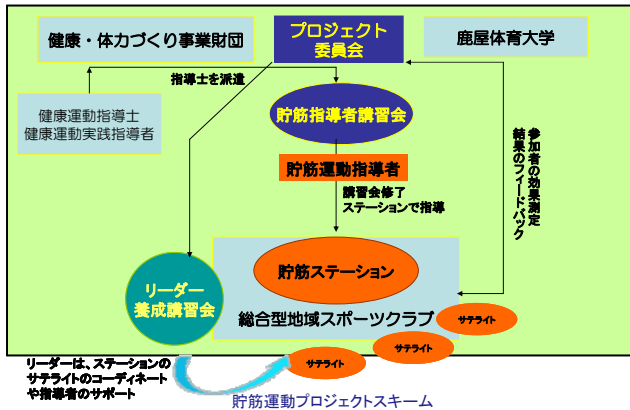 健康・体力づくり事業財団
プロジェクト
委員会
鹿屋体育大学
指導士を派遣
健康運動指導士
健康運動実践指導者
貯筋指導者講習会
貯筋運動指導者
講習会修了
ステーションで指導
参加者の効果測定
結果のフィードバック
貯筋ステーション
リーダー
養成講習会
総合型地域スポーツクラブ
サテライト
サテライト
サテライト
リーダーは、ステーションの
サテライトのコーディネート
や指導者のサポート
貯筋運動プロジェクトスキーム